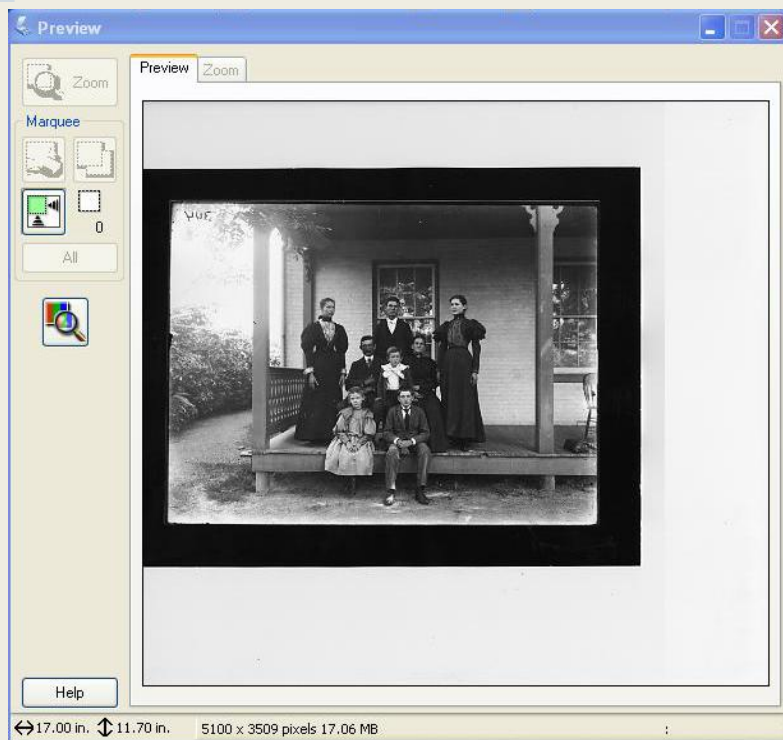 Preview
Zoom
Preview
Zoom
Marquee
0
All
Help
17.00 in.
11.70 in.
5100 x 3509 pixels 17.06 MB
: